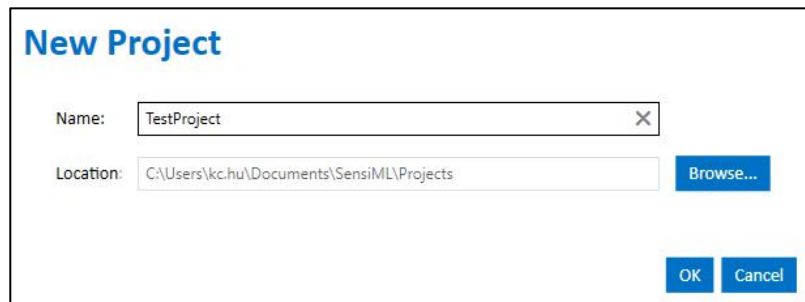 New Project
Name: TestProject
Location: C:\Users\kc.hu\Documents\SensiML\Projects Browse...
OK Cancel